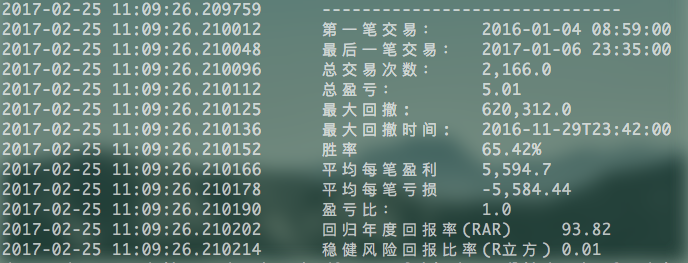 2017-02-25 11:09:26.209759 ------------------------------
2017-02-25 11:09:26.210012 第一笔交易： 2016-01-04 08:59:00
2017-02-25 11:09:26.210048 最后一笔交易： 2017-01-06 23:35:00
2017-02-25 11:09:26.210096 总交易次数： 2,166.0
2017-02-25 11:09:26.210112 总盈亏： 5.01
2017-02-25 11:09:26.210125 最大回撤: 620,312.0
2017-02-25 11:09:26.210136 最大回撤时间: 2016-11-29T23:42:00
2017-02-25 11:09:26.210152 胜率 65.42%
2017-02-25 11:09:26.210166 平均每笔盈利 5,594.7
2017-02-25 11:09:26.210178 平均每笔亏损 -5,584.44
2017-02-25 11:09:26.210190 盈亏比： 1.0
2017-02-25 11:09:26.210202 回归年度回报率(RAR) 93.82
2017-02-25 11:09:26.210214 稳健风险回报比率(R立方) 0.01